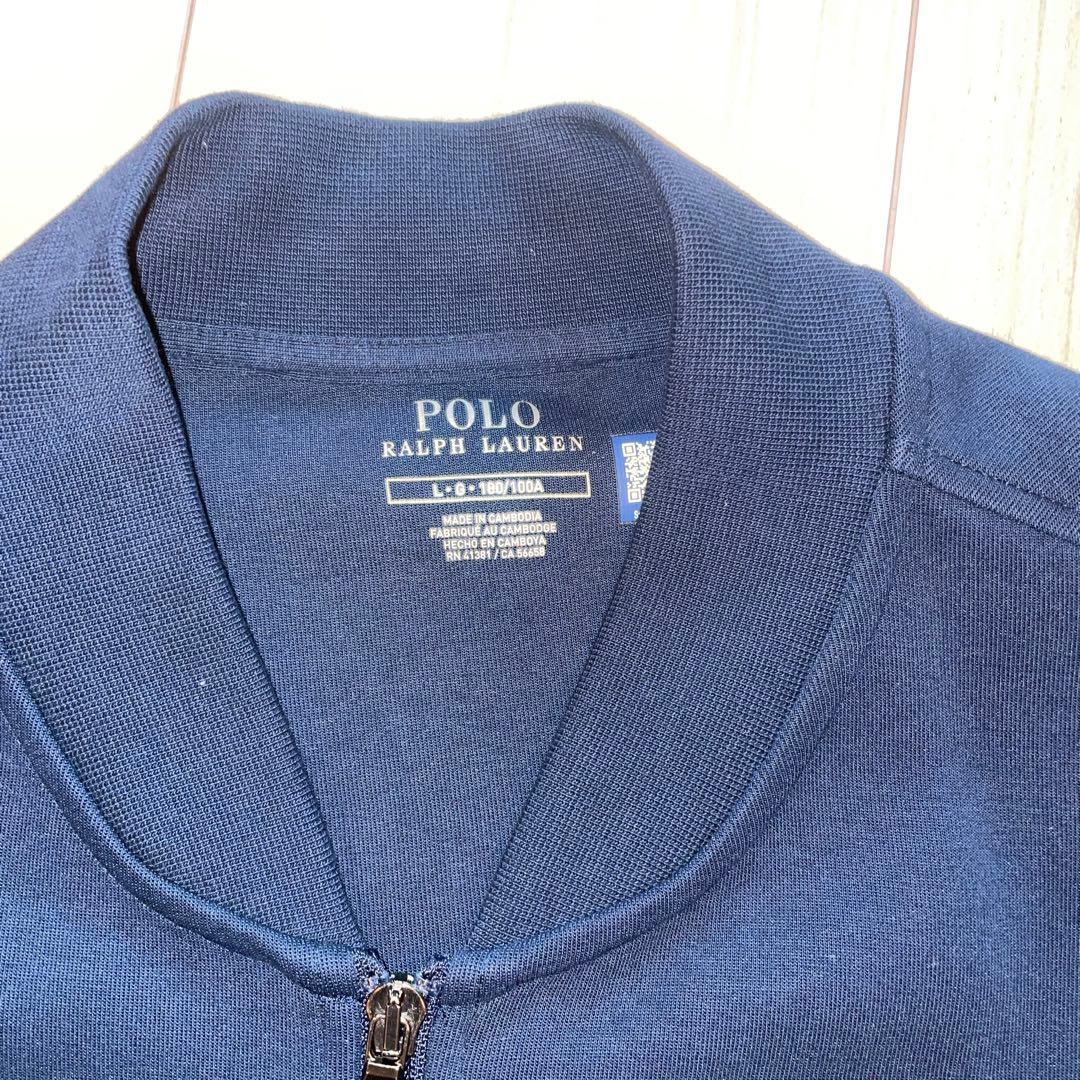 POLO
RALPH LAUREN
L • G • 180/100A
MADE IN CAMBODIA
FABRIQUÉ AU CAMBODGE
HECHO EN CAMBOYA
RN 41381 / CA 56658